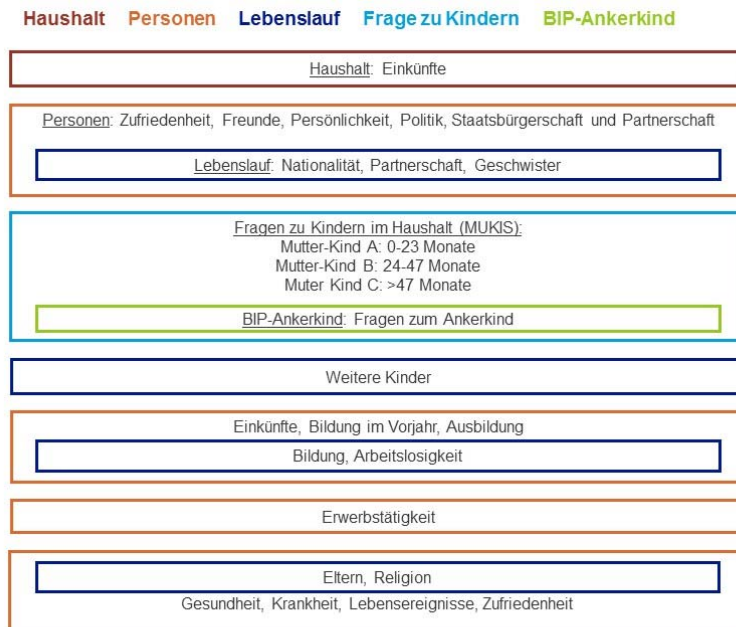 Haushalt Personen Lebenslauf Frage zu Kindern BIP-Ankerkind
Haushalt: Einkünfte
Personen: Zufriedenheit, Freunde, Persönlichkeit, Politik, Staatsbürgerschaft und Partnerschaft
Lebenslauf: Nationalität, Partnerschaft, Geschwister
Fragen zu Kindern im Haushalt (MUKIS):
Mutter-Kind A: 0-23 Monate
Mutter-Kind B: 24-47 Monate
Muter Kind C: >47 Monate
BIP-Ankerkind: Fragen zum Ankerkind
Weitere Kinder
Einkünfte, Bildung im Vorjahr, Ausbildung
Bildung, Arbeitslosigkeit
Erwerbstätigkeit
Eltern, Religion
Gesundheit, Krankheit, Lebensereignisse, Zufriedenheit